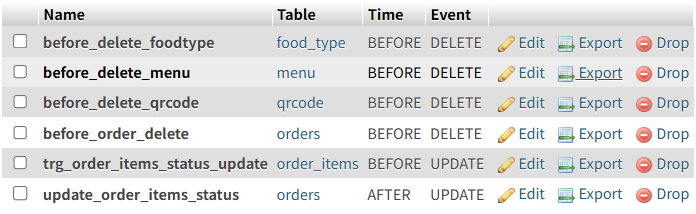 Name Table Time Event
before_delete_foodtype food_type BEFORE DELETE Edit Export Drop
before_delete_menu menu BEFORE DELETE Edit Export Drop
before_delete_qrcode qrcode BEFORE DELETE Edit Export Drop
before_order_delete orders BEFORE DELETE Edit Export Drop
trg_order_items_status_update order_items BEFORE UPDATE Edit Export Drop
update_order_items_status orders AFTER UPDATE Edit Export Drop